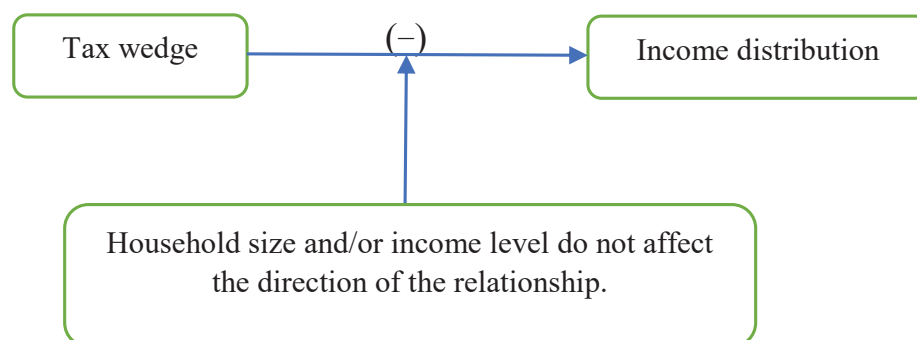 Tax wedge
(–)
Income distribution
Household size and/or income level do not affect
the direction of the relationship.